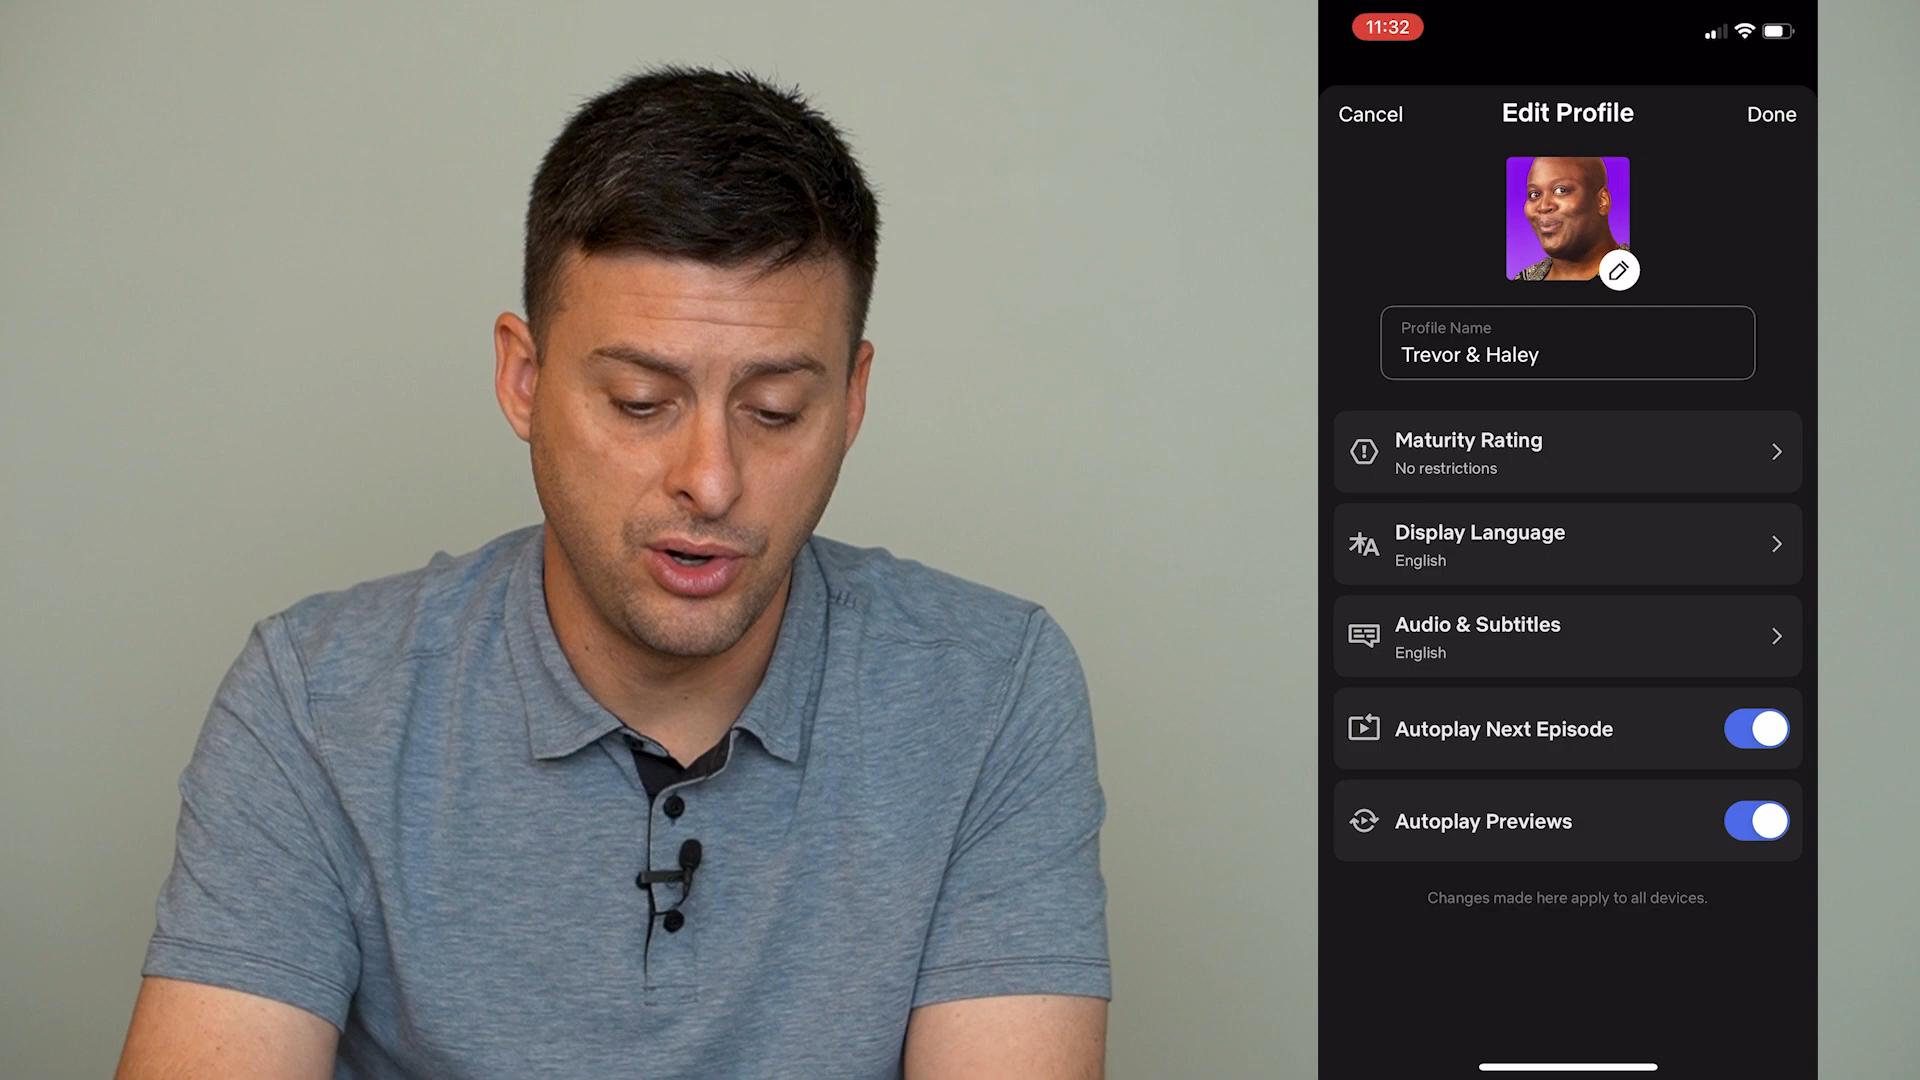 11:32
Cancel
Edit Profile
Done
Profile Name
Trevor & Haley
Maturity Rating
No restrictions
Display Language
English
Audio & Subtitles
English
Autoplay Next Episode
Autoplay Previews
Changes made here apply to all devices.